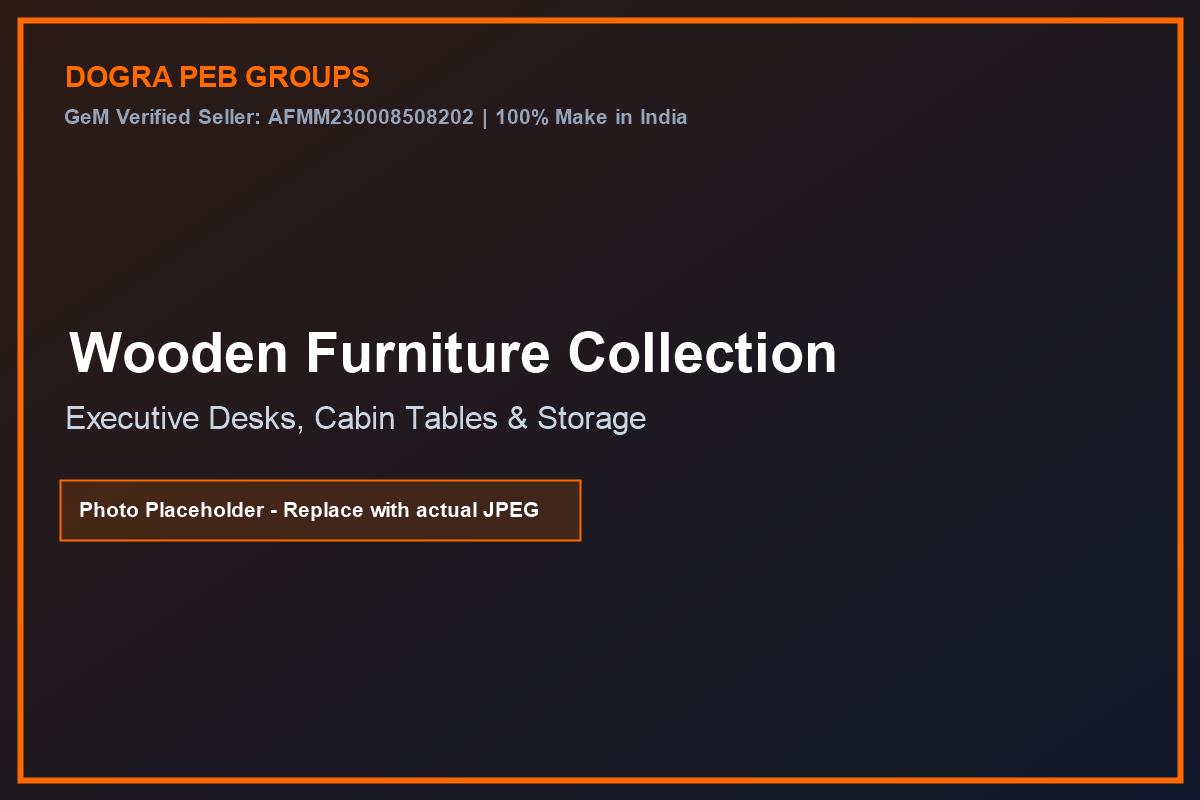 DOGRA PEB GROUPS
GeM Verified Seller: AFMM230008508202 | 100% Make in India
Wooden Furniture Collection
Executive Desks, Cabin Tables & Storage
Photo Placeholder - Replace with actual JPEG